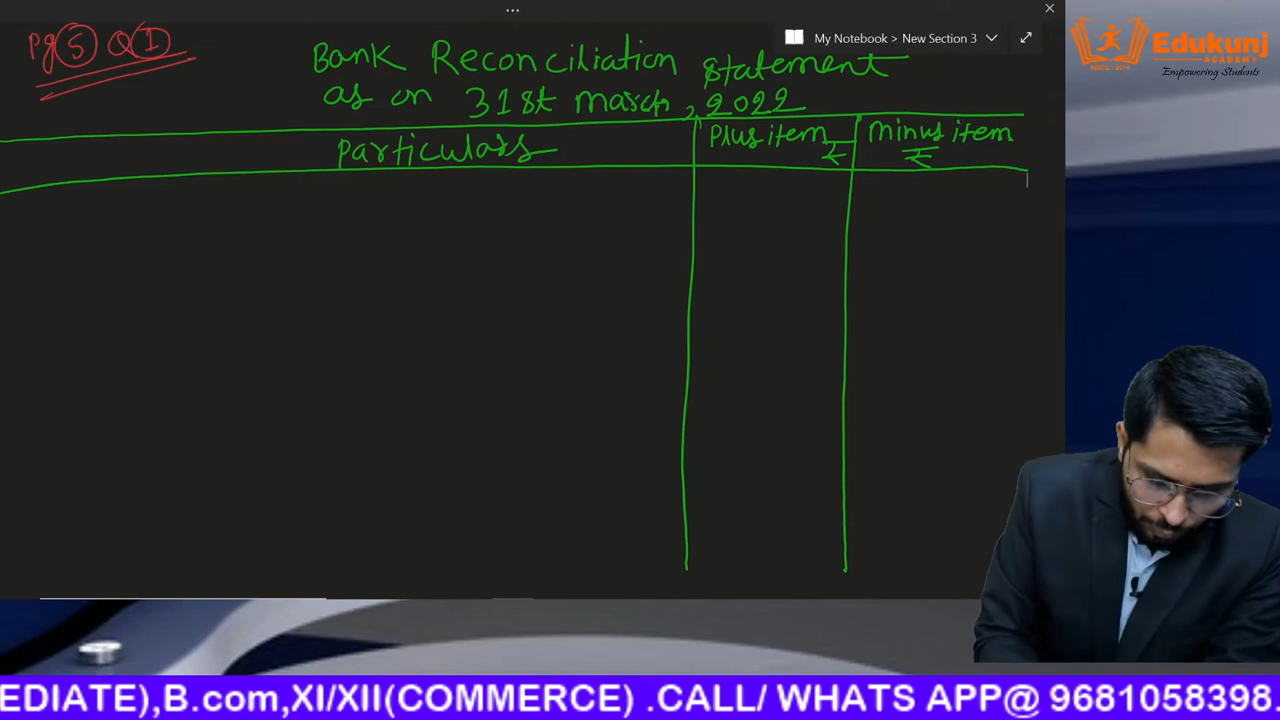 Pg 5 Q 1
Bank Reconciliation statement
as on 31st march, 2022
particulars
Plus item ₹
minus item ₹
My Notebook > New Section 3
Edukunj
ACADEMY
Empowering Students
EDIATE),B.com,XI/XII(COMMERCE) .CALL/ WHATS APP@ 9681058398.